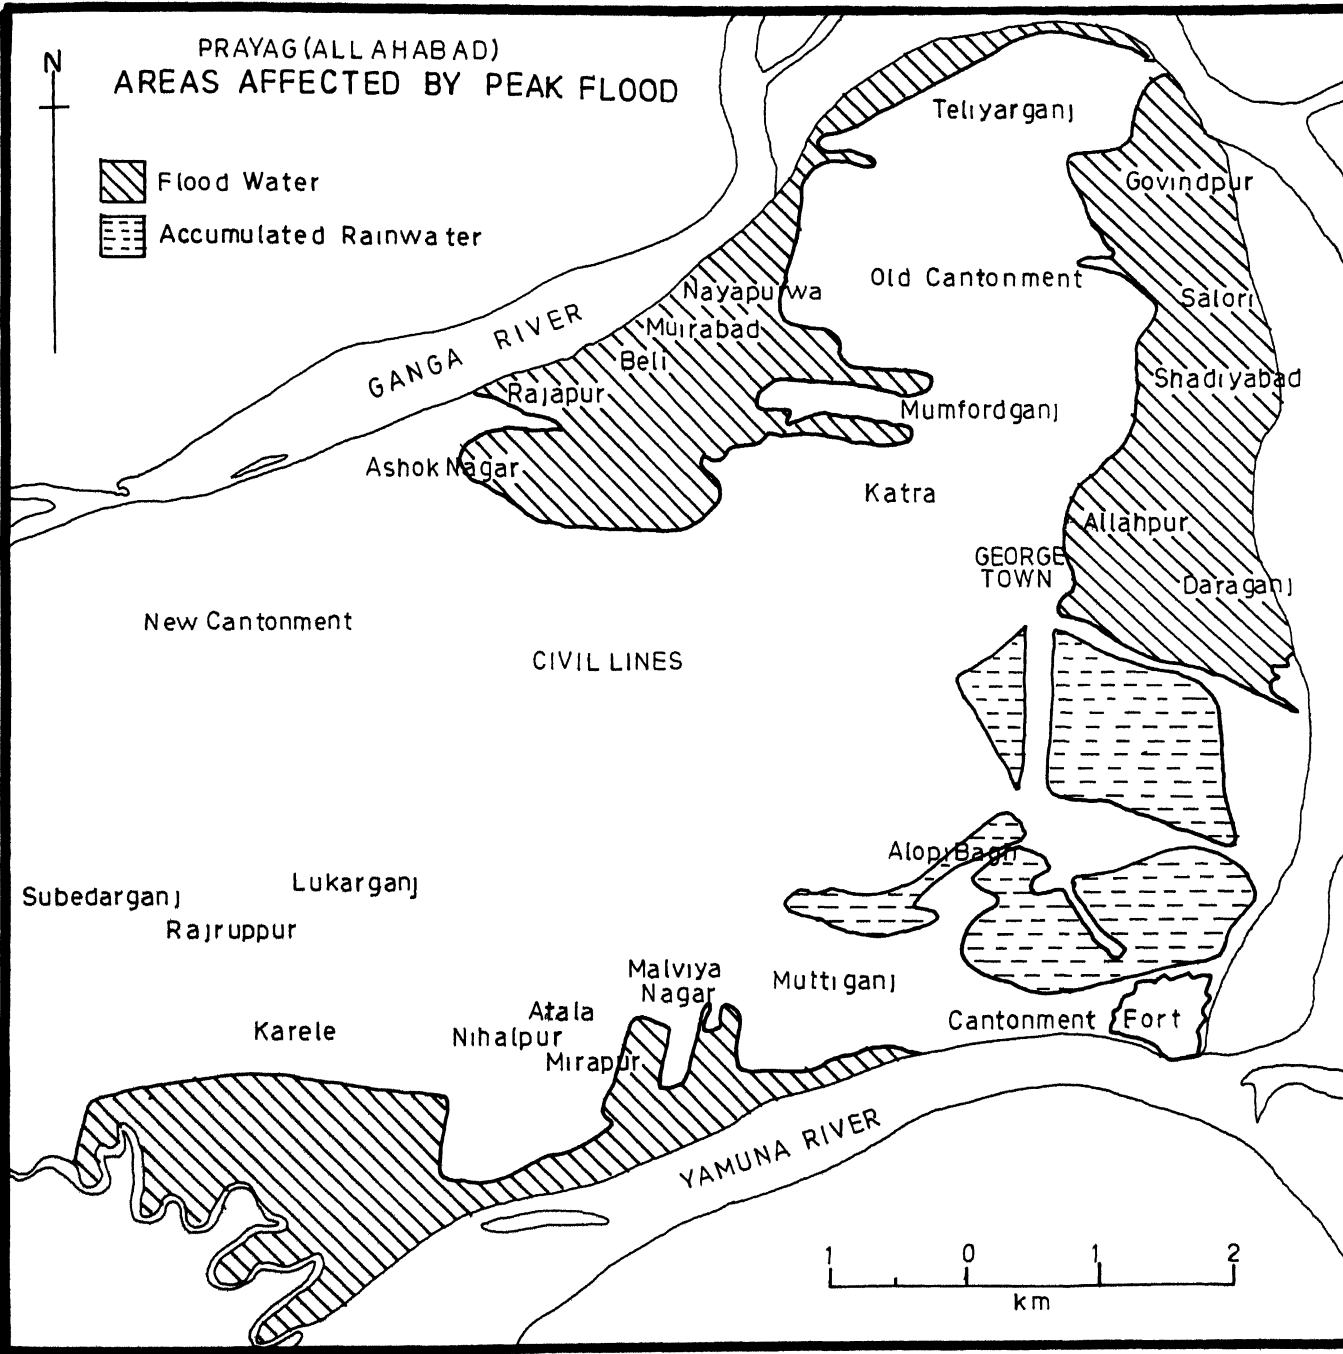 N
PRAYAG (ALLAHABAD)
AREAS AFFECTED BY PEAK FLOOD
Flood Water
Accumulated Rainwater
Teliyarganj
Govindpur
Old Cantonment
Salori
Nayapurwa
Muirabad
Beli
GANGA RIVER
Rajapur
Shadiyabad
Mumfordganj
Ashok Nagar
Katra
Allahpur
GEORGE
TOWN
Daraganj
New Cantonment
CIVIL LINES
Alopi Bagh
Subedarganj
Lukarganj
Rajruppur
Malviya
Nagar
Muttiganj
Atala
Karele
Nihalpur
Mirapur
Cantonment
Fort
YAMUNA RIVER
1 0 1 2
km